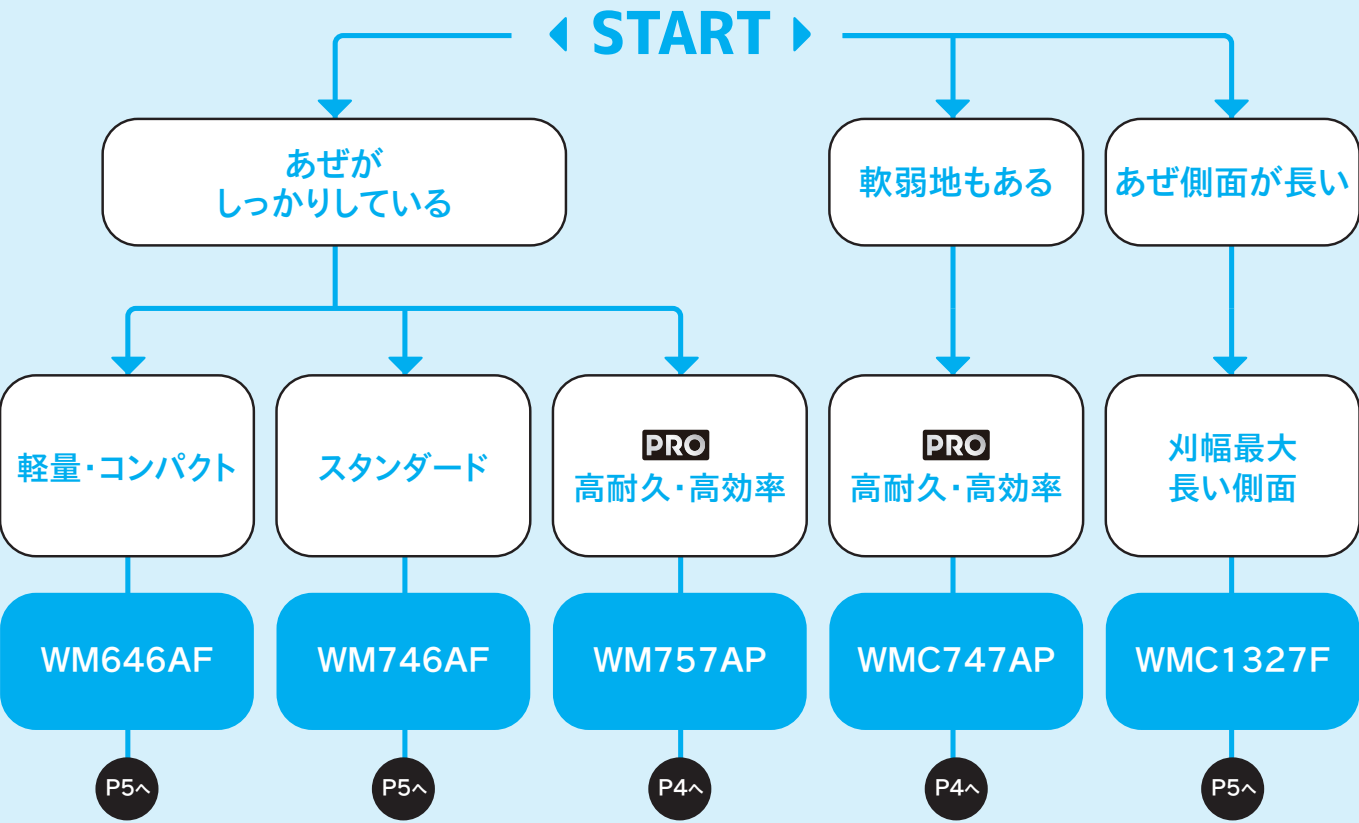 START
あぜが
しっかりしている
軟弱地もある
あぜ側面が長い
軽量・コンパクト
スタンダード
PRO
高耐久・高効率
PRO
高耐久・高効率
刈幅最大
長い側面
WM646AF
WM746AF
WM757AP
WMC747AP
WMC1327F
P5へ
P5へ
P4へ
P4へ
P5へ